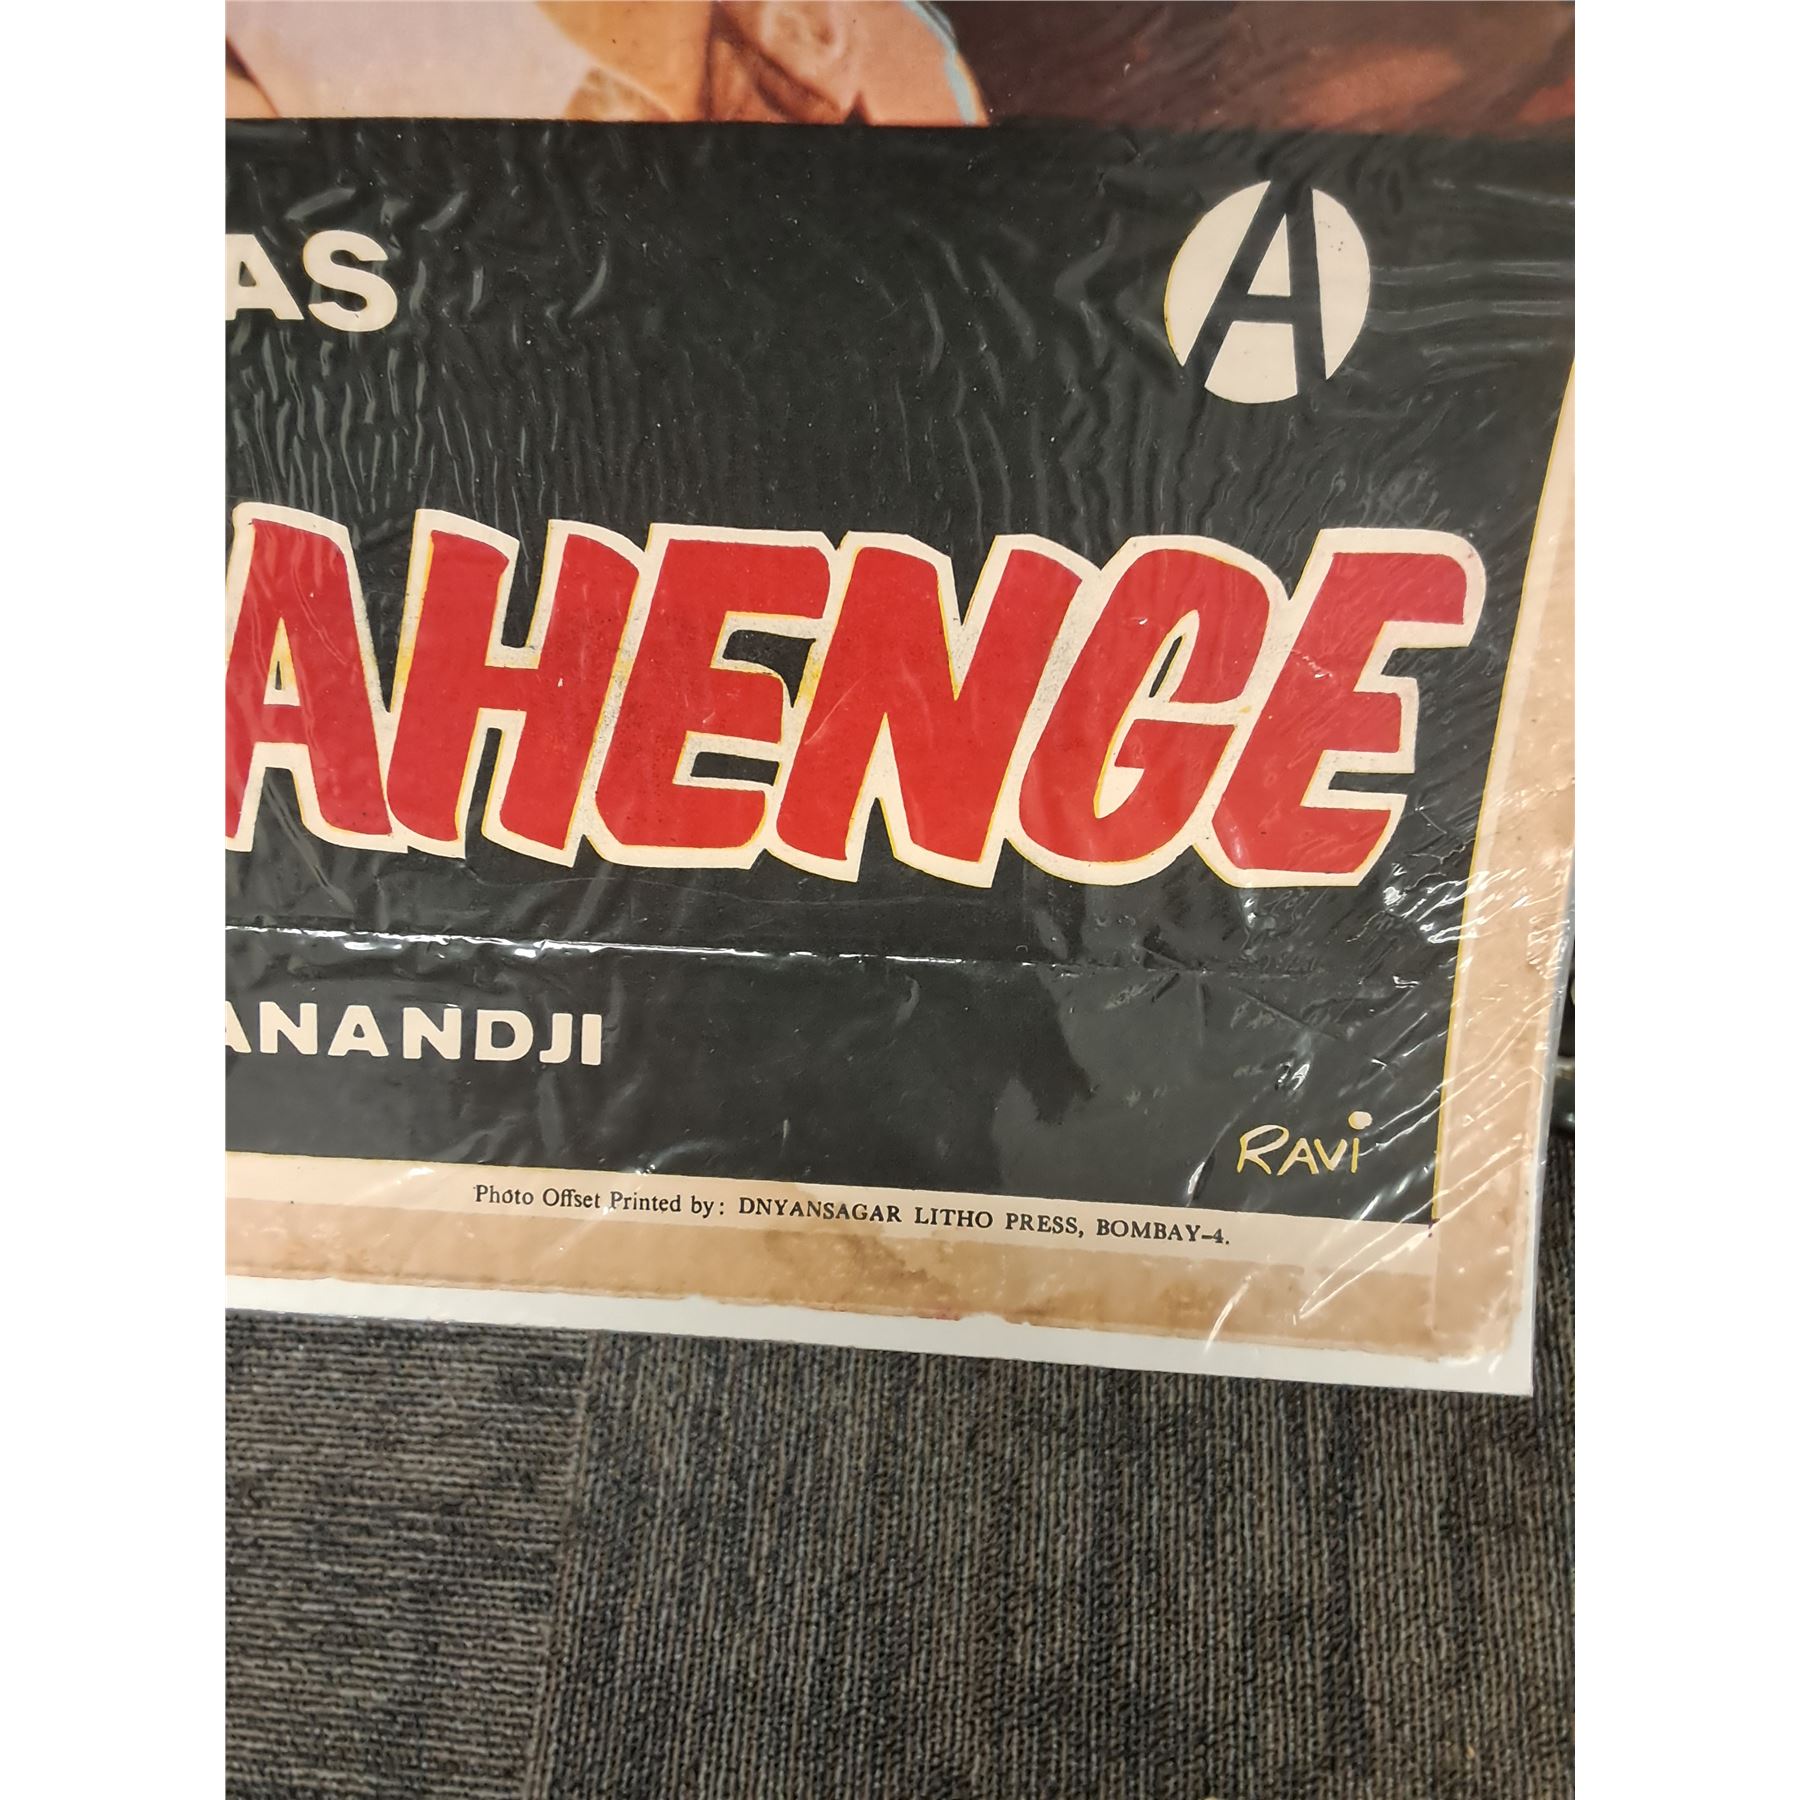 AS
A
AHENGE
ANANDJI
RAVi
Photo Offset Printed by: DNYANSAGAR LITHO PRESS, BOMBAY-4.